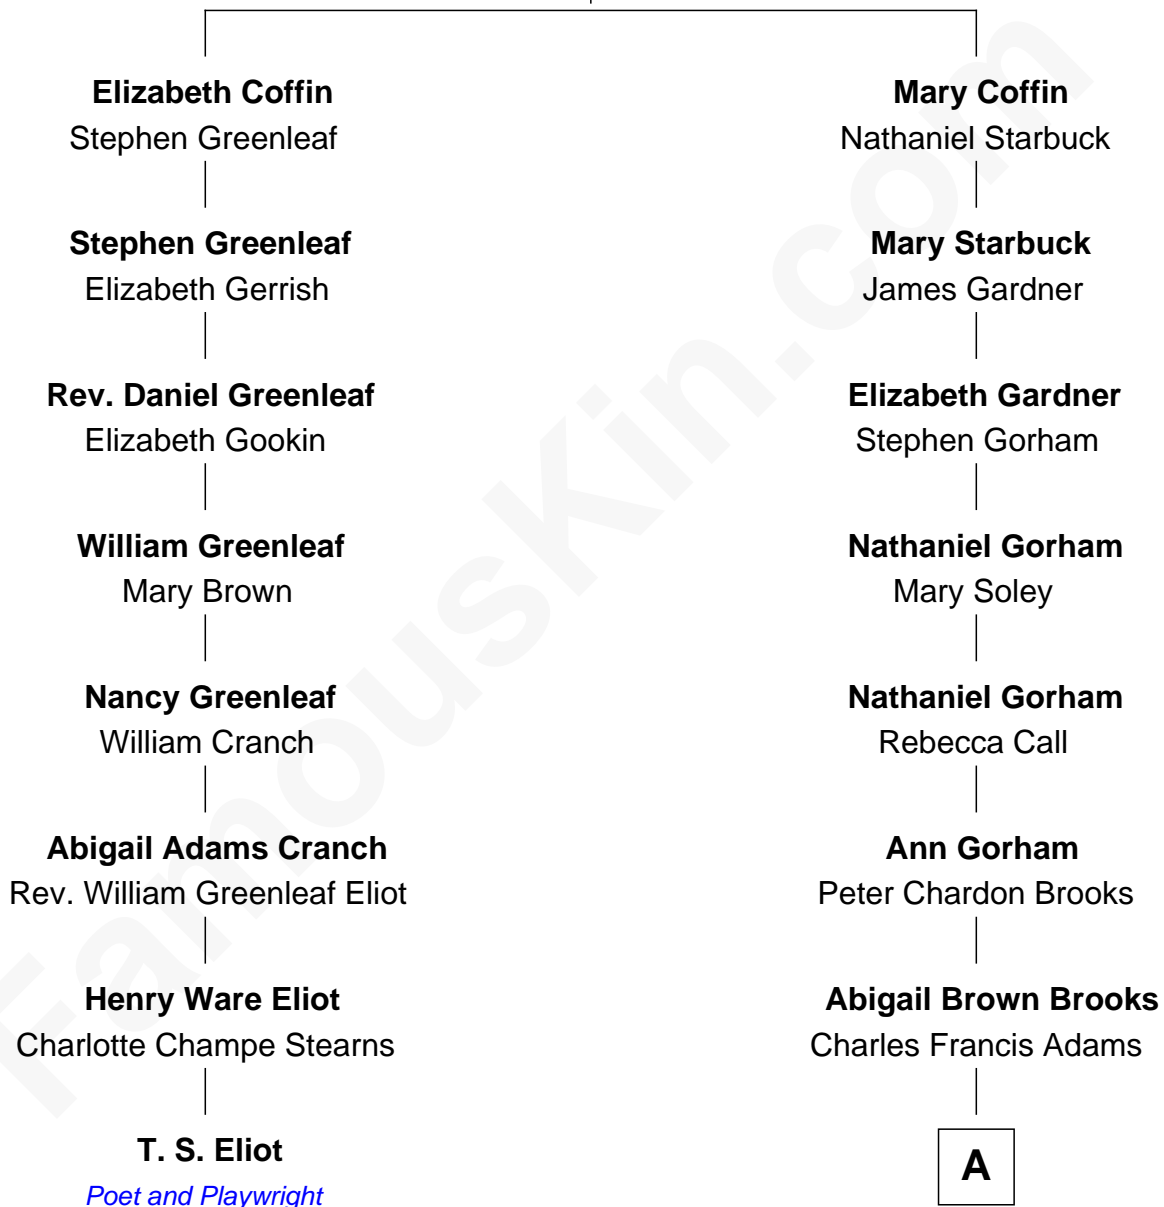 Elizabeth Coffin
Stephen Greenleaf
Stephen Greenleaf
Elizabeth Gerrish
Rev. Daniel Greenleaf
Elizabeth Gookin
William Greenleaf
Mary Brown
Nancy Greenleaf
William Cranch
Abigail Adams Cranch
Rev. William Greenleaf Eliot
Henry Ware Eliot
Charlotte Champe Stearns
T. S. Eliot
Poet and Playwright
Mary Coffin
Nathaniel Starbuck
Mary Starbuck
James Gardner
Elizabeth Gardner
Stephen Gorham
Nathaniel Gorham
Mary Soley
Nathaniel Gorham
Rebecca Call
Ann Gorham
Peter Chardon Brooks
Abigail Brown Brooks
Charles Francis Adams
A
FamousKin.com